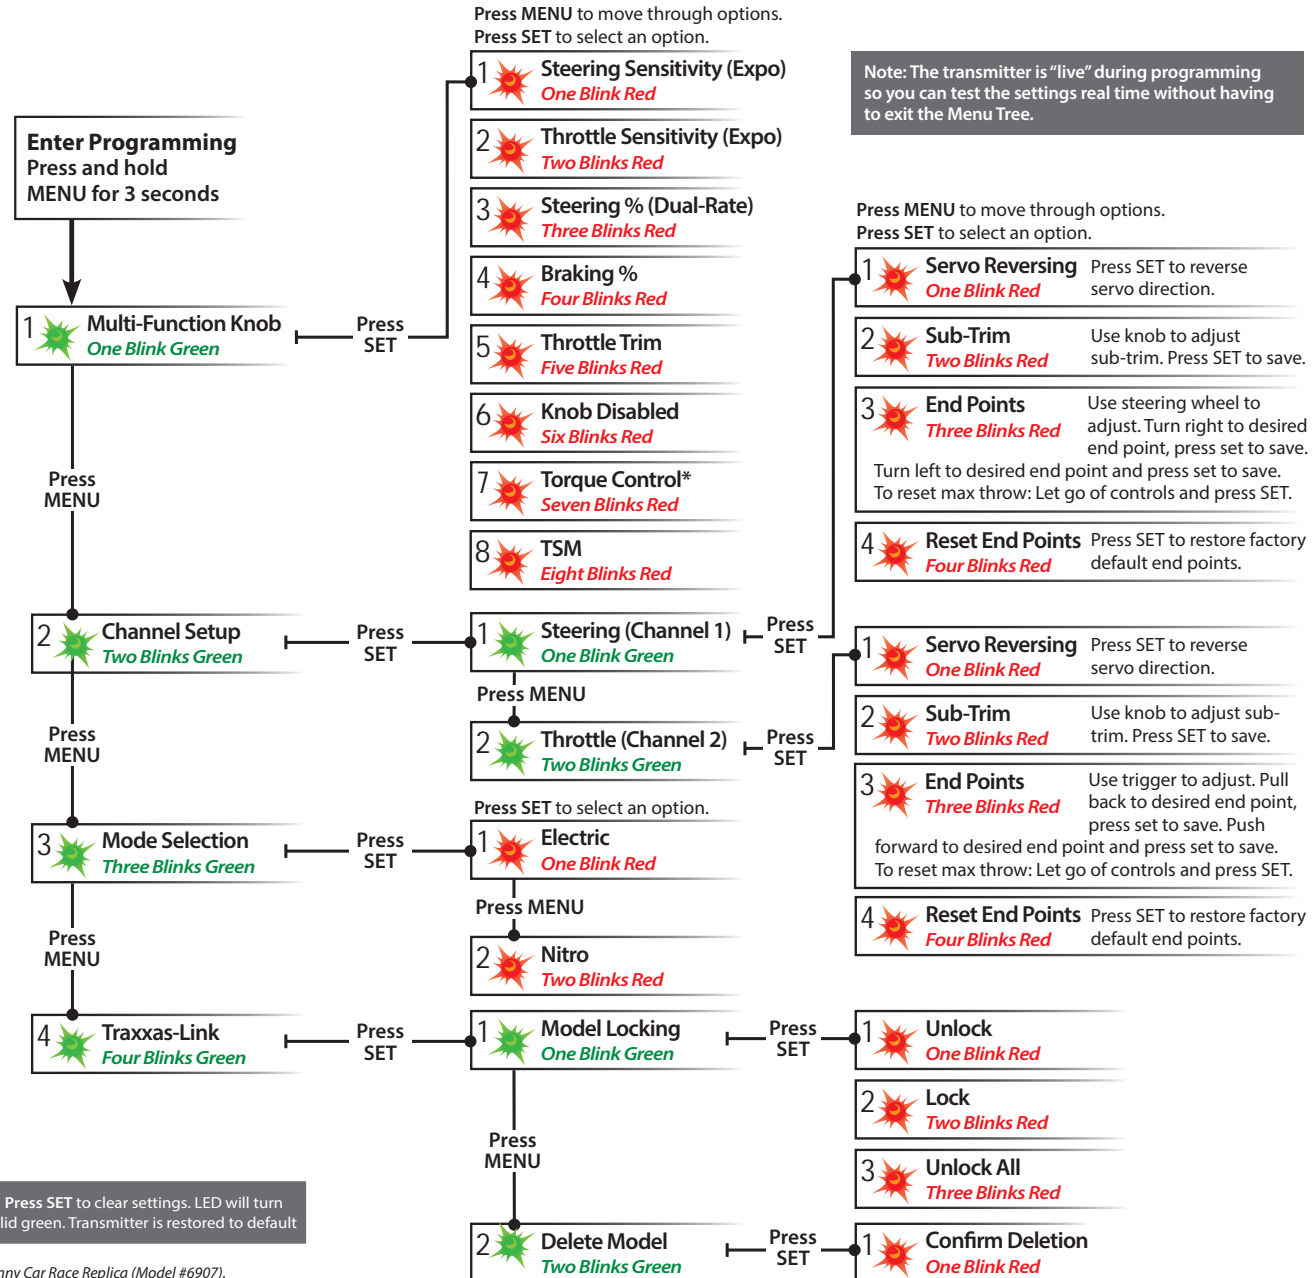 Press MENU to move through options.
Press SET to select an option.
Note: The transmitter is "live" during programming
so you can test the settings real time without having
to exit the Menu Tree.
Enter Programming
Press and hold
MENU for 3 seconds
1
Multi-Function Knob
One Blink Green
Press
SET
1
Steering Sensitivity (Expo)
One Blink Red
2
Throttle Sensitivity (Expo)
Two Blinks Red
3
Steering % (Dual-Rate)
Three Blinks Red
4
Braking %
Four Blinks Red
5
Throttle Trim
Five Blinks Red
6
Knob Disabled
Six Blinks Red
7
Torque Control*
Seven Blinks Red
8
TSM
Eight Blinks Red
Press
MENU
2
Channel Setup
Two Blinks Green
Press
SET
1
Steering (Channel 1)
One Blink Green
Press
SET
Press MENU to move through options.
Press SET to select an option.
1
Servo Reversing
One Blink Red
Press SET to reverse
servo direction.
2
Sub-Trim
Two Blinks Red
Use knob to adjust
sub-trim. Press SET to save.
3
End Points
Three Blinks Red
Use steering wheel to
adjust. Turn right to desired
end point, press set to save.
Turn left to desired end point and press set to save.
To reset max throw: Let go of controls and press SET.
4
Reset End Points
Four Blinks Red
Press SET to restore factory
default end points.
Press MENU
2
Throttle (Channel 2)
Two Blinks Green
Press
SET
1
Servo Reversing
One Blink Red
Press SET to reverse
servo direction.
2
Sub-Trim
Two Blinks Red
Use knob to adjust sub-
trim. Press SET to save.
3
End Points
Three Blinks Red
Use trigger to adjust. Pull
back to desired end point,
press set to save. Push
forward to desired end point and press set to save.
To reset max throw: Let go of controls and press SET.
4
Reset End Points
Four Blinks Red
Press SET to restore factory
default end points.
Press
MENU
3
Mode Selection
Three Blinks Green
Press
SET
Press SET to select an option.
1
Electric
One Blink Red
Press MENU
2
Nitro
Two Blinks Red
Press
MENU
4
Traxxas-Link
Four Blinks Green
Press
SET
1
Model Locking
One Blink Green
Press
SET
1
Unlock
One Blink Red
2
Lock
Two Blinks Red
3
Unlock All
Three Blinks Red
Press
MENU
2
Delete Model
Two Blinks Green
Press
SET
1
Confirm Deletion
One Blink Red
Press SET to clear settings. LED will turn
lid green. Transmitter is restored to default
nny Car Race Replica (Model #6907).